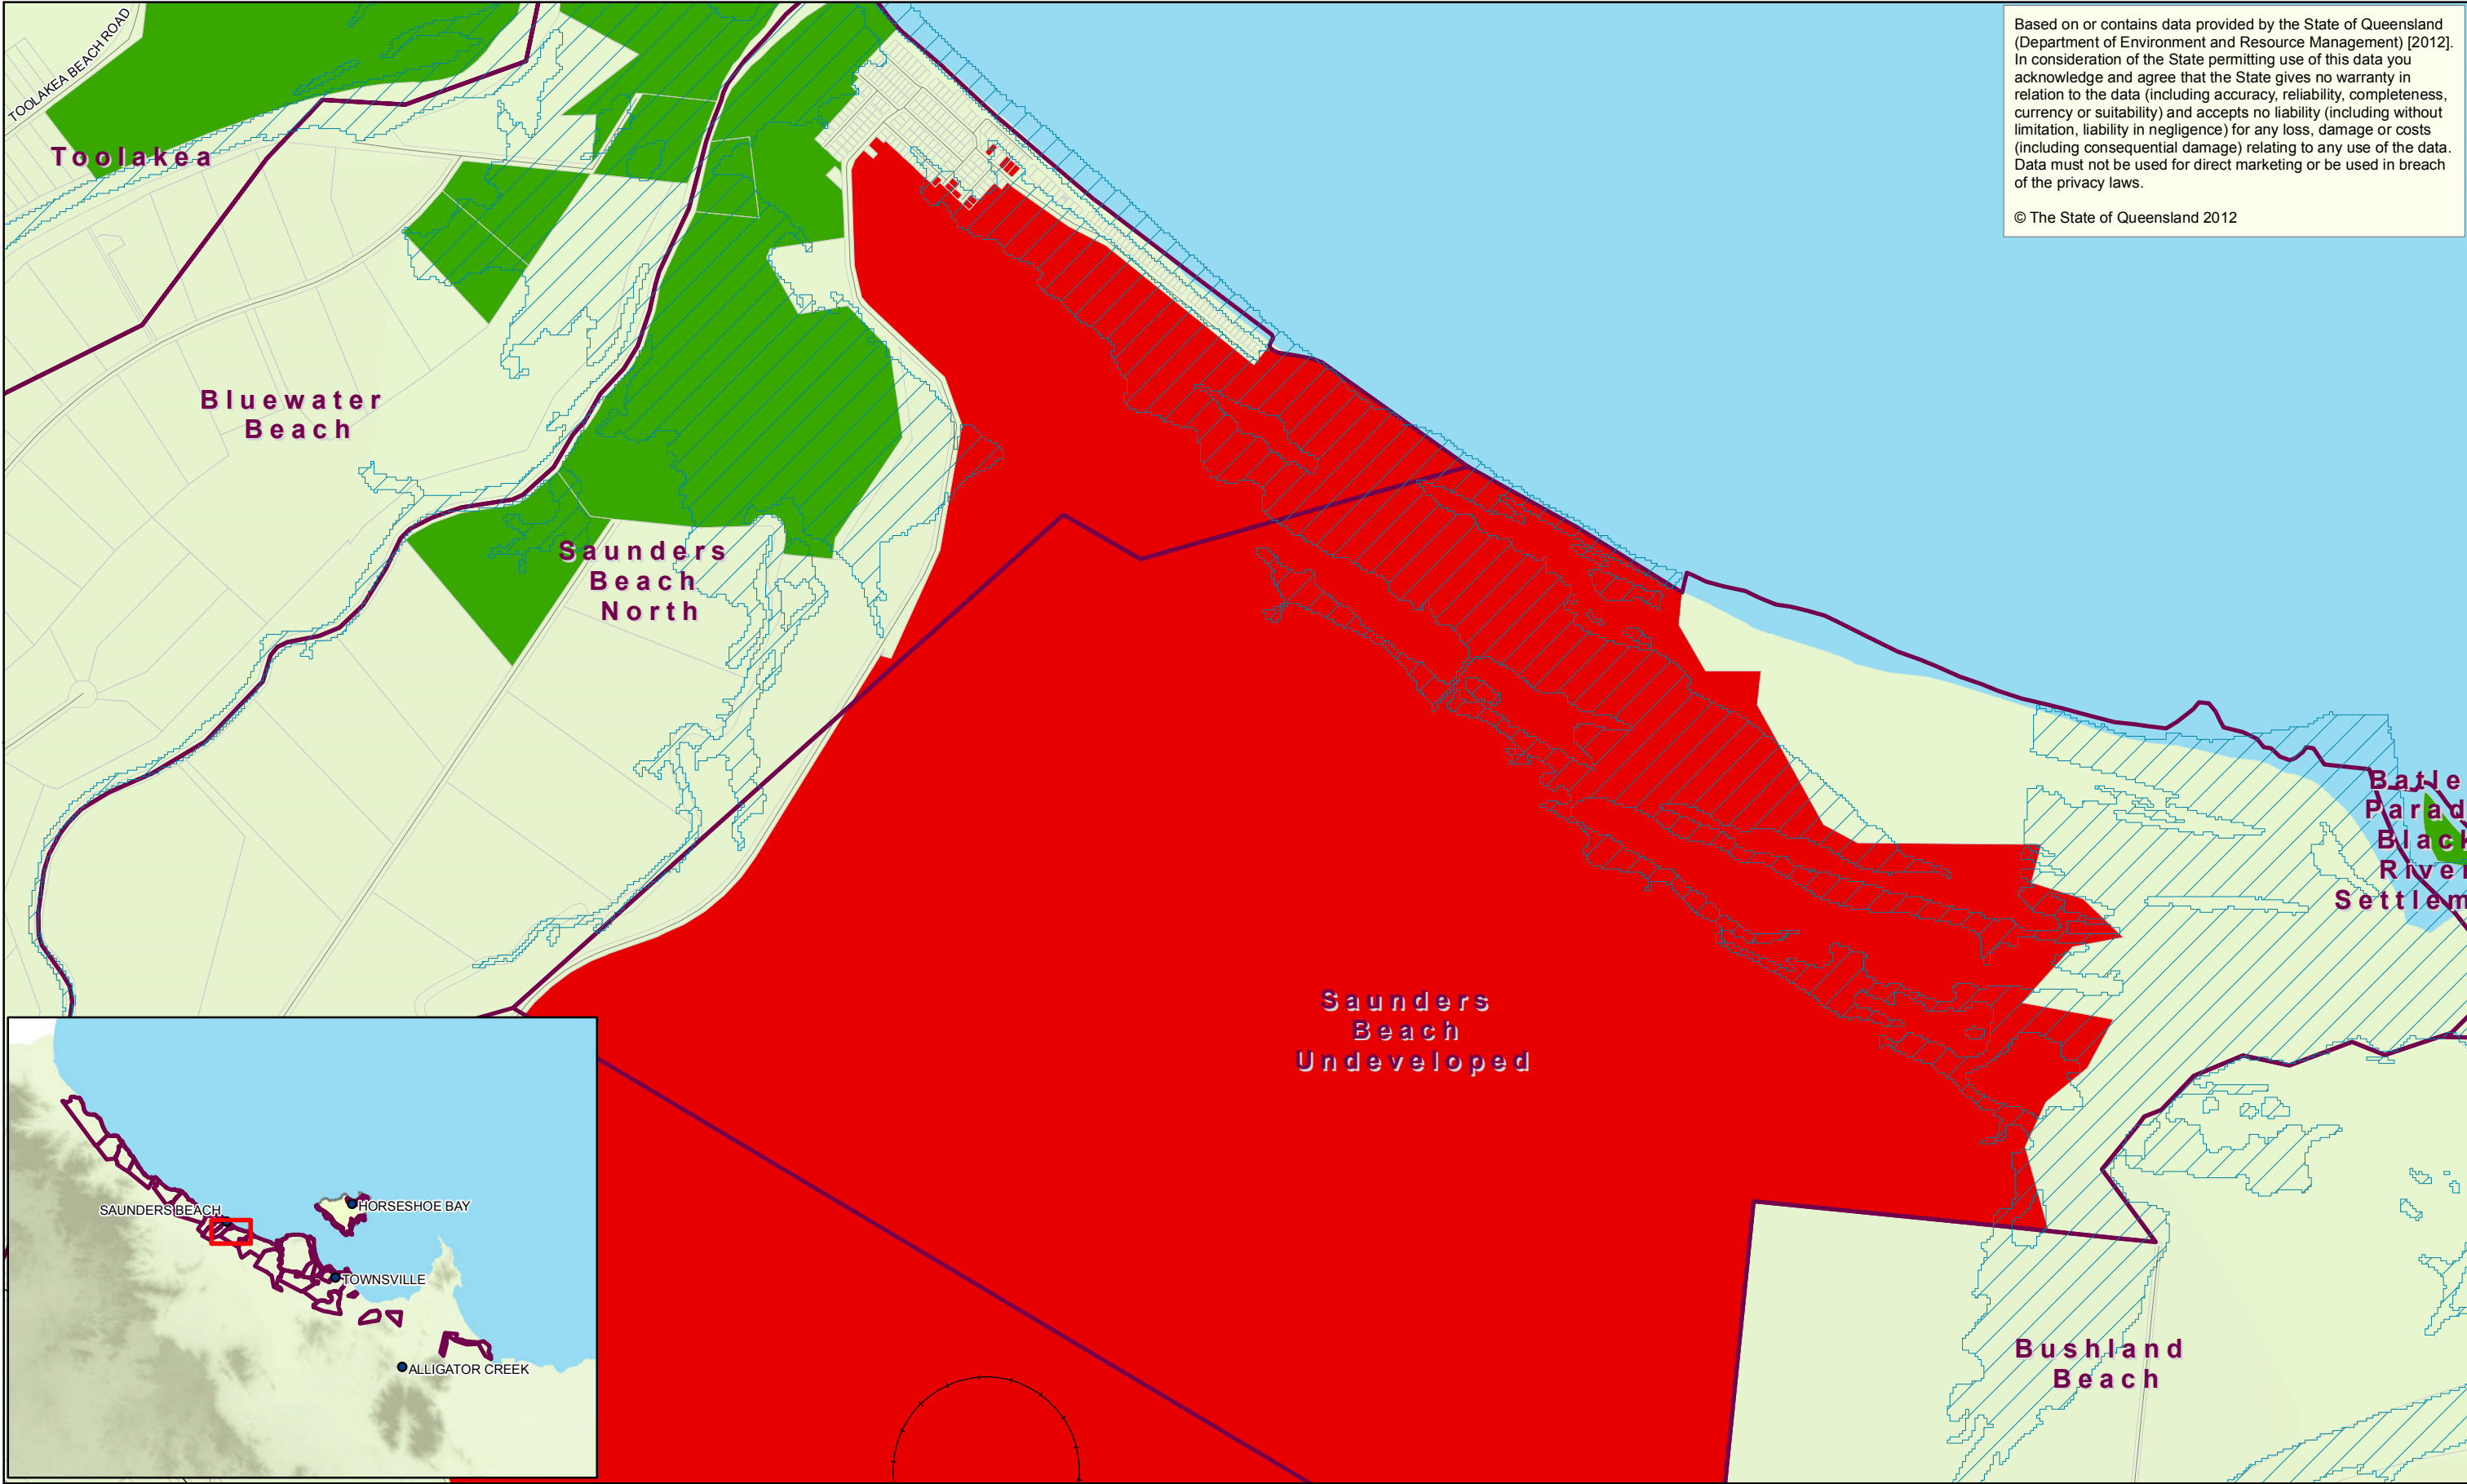 TOOLAKEA BEACH ROAD
Based on or contains data provided by the State of Queensland
(Department of Environment and Resource Management) [2012].
In consideration of the State permitting use of this data you
acknowledge and agree that the State gives no warranty in
relation to the data (including accuracy, reliability, completeness,
currency or suitability) and accepts no liability (including without
limitation, liability in negligence) for any loss, damage or costs
(including consequential damage) relating to any use of the data.
Data must not be used for direct marketing or be used in breach
of the privacy laws.
© The State of Queensland 2012
Toolakea
Bluewater
Beach
Saunders
Beach
North
Batle
Parad
Black
River
Settlem
Saunders
Beach
Undeveloped
Bushland
Beach
SAUNDERS BEACH
HORSESHOE BAY
TOWNSVILLE
ALLIGATOR CREEK